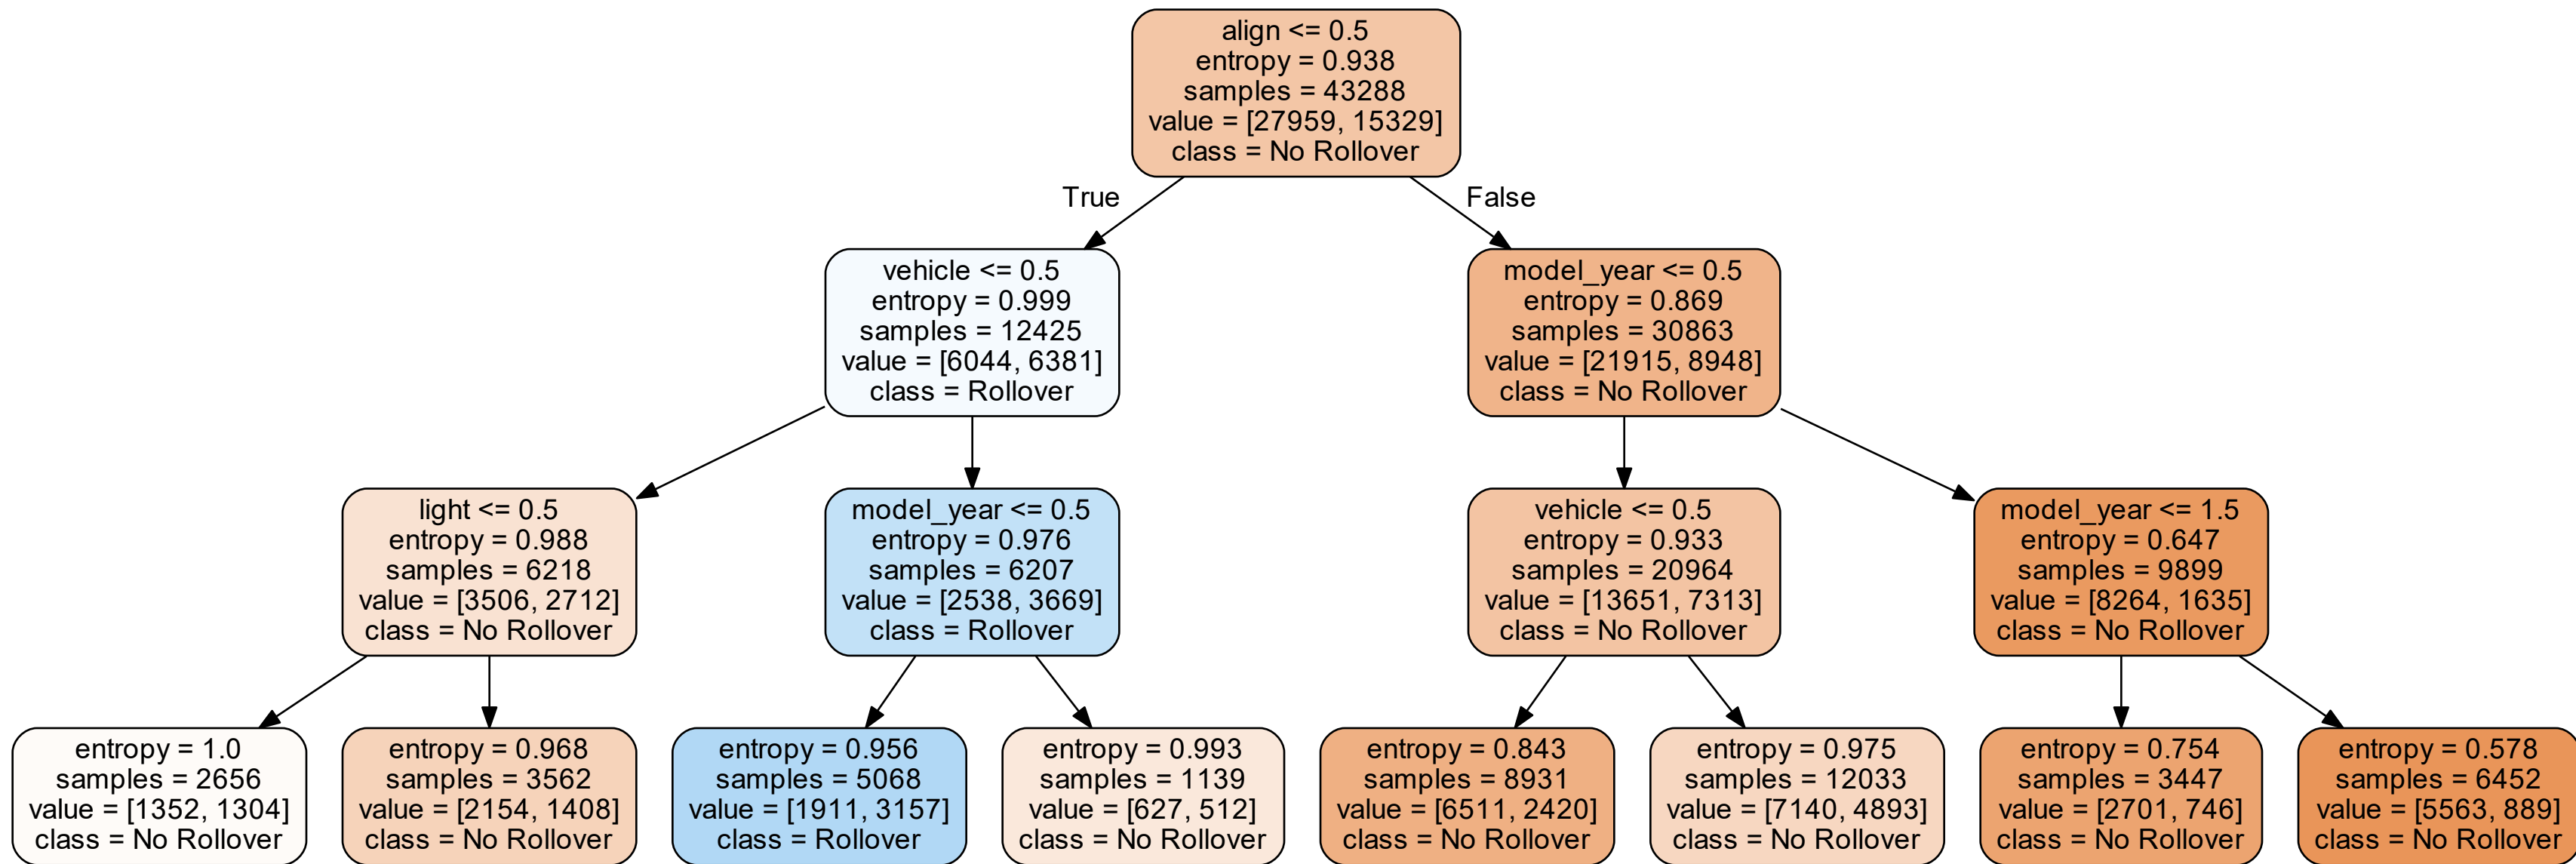 align <= 0.5
entropy = 0.938
samples = 43288
value = [27959, 15329]
class = No Rollover
True
False
vehicle <= 0.5
entropy = 0.999
samples = 12425
value = [6044, 6381]
class = Rollover
model_year <= 0.5
entropy = 0.869
samples = 30863
value = [21915, 8948]
class = No Rollover
light <= 0.5
entropy = 0.988
samples = 6218
value = [3506, 2712]
class = No Rollover
model_year <= 0.5
entropy = 0.976
samples = 6207
value = [2538, 3669]
class = Rollover
vehicle <= 0.5
entropy = 0.933
samples = 20964
value = [13651, 7313]
class = No Rollover
model_year <= 1.5
entropy = 0.647
samples = 9899
value = [8264, 1635]
class = No Rollover
entropy = 1.0
samples = 2656
value = [1352, 1304]
class = No Rollover
entropy = 0.968
samples = 3562
value = [2154, 1408]
class = No Rollover
entropy = 0.956
samples = 5068
value = [1911, 3157]
class = Rollover
entropy = 0.993
samples = 1139
value = [627, 512]
class = No Rollover
entropy = 0.843
samples = 8931
value = [6511, 2420]
class = No Rollover
entropy = 0.975
samples = 12033
value = [7140, 4893]
class = No Rollover
entropy = 0.754
samples = 3447
value = [2701, 746]
class = No Rollover
entropy = 0.578
samples = 6452
value = [5563, 889]
class = No Rollover